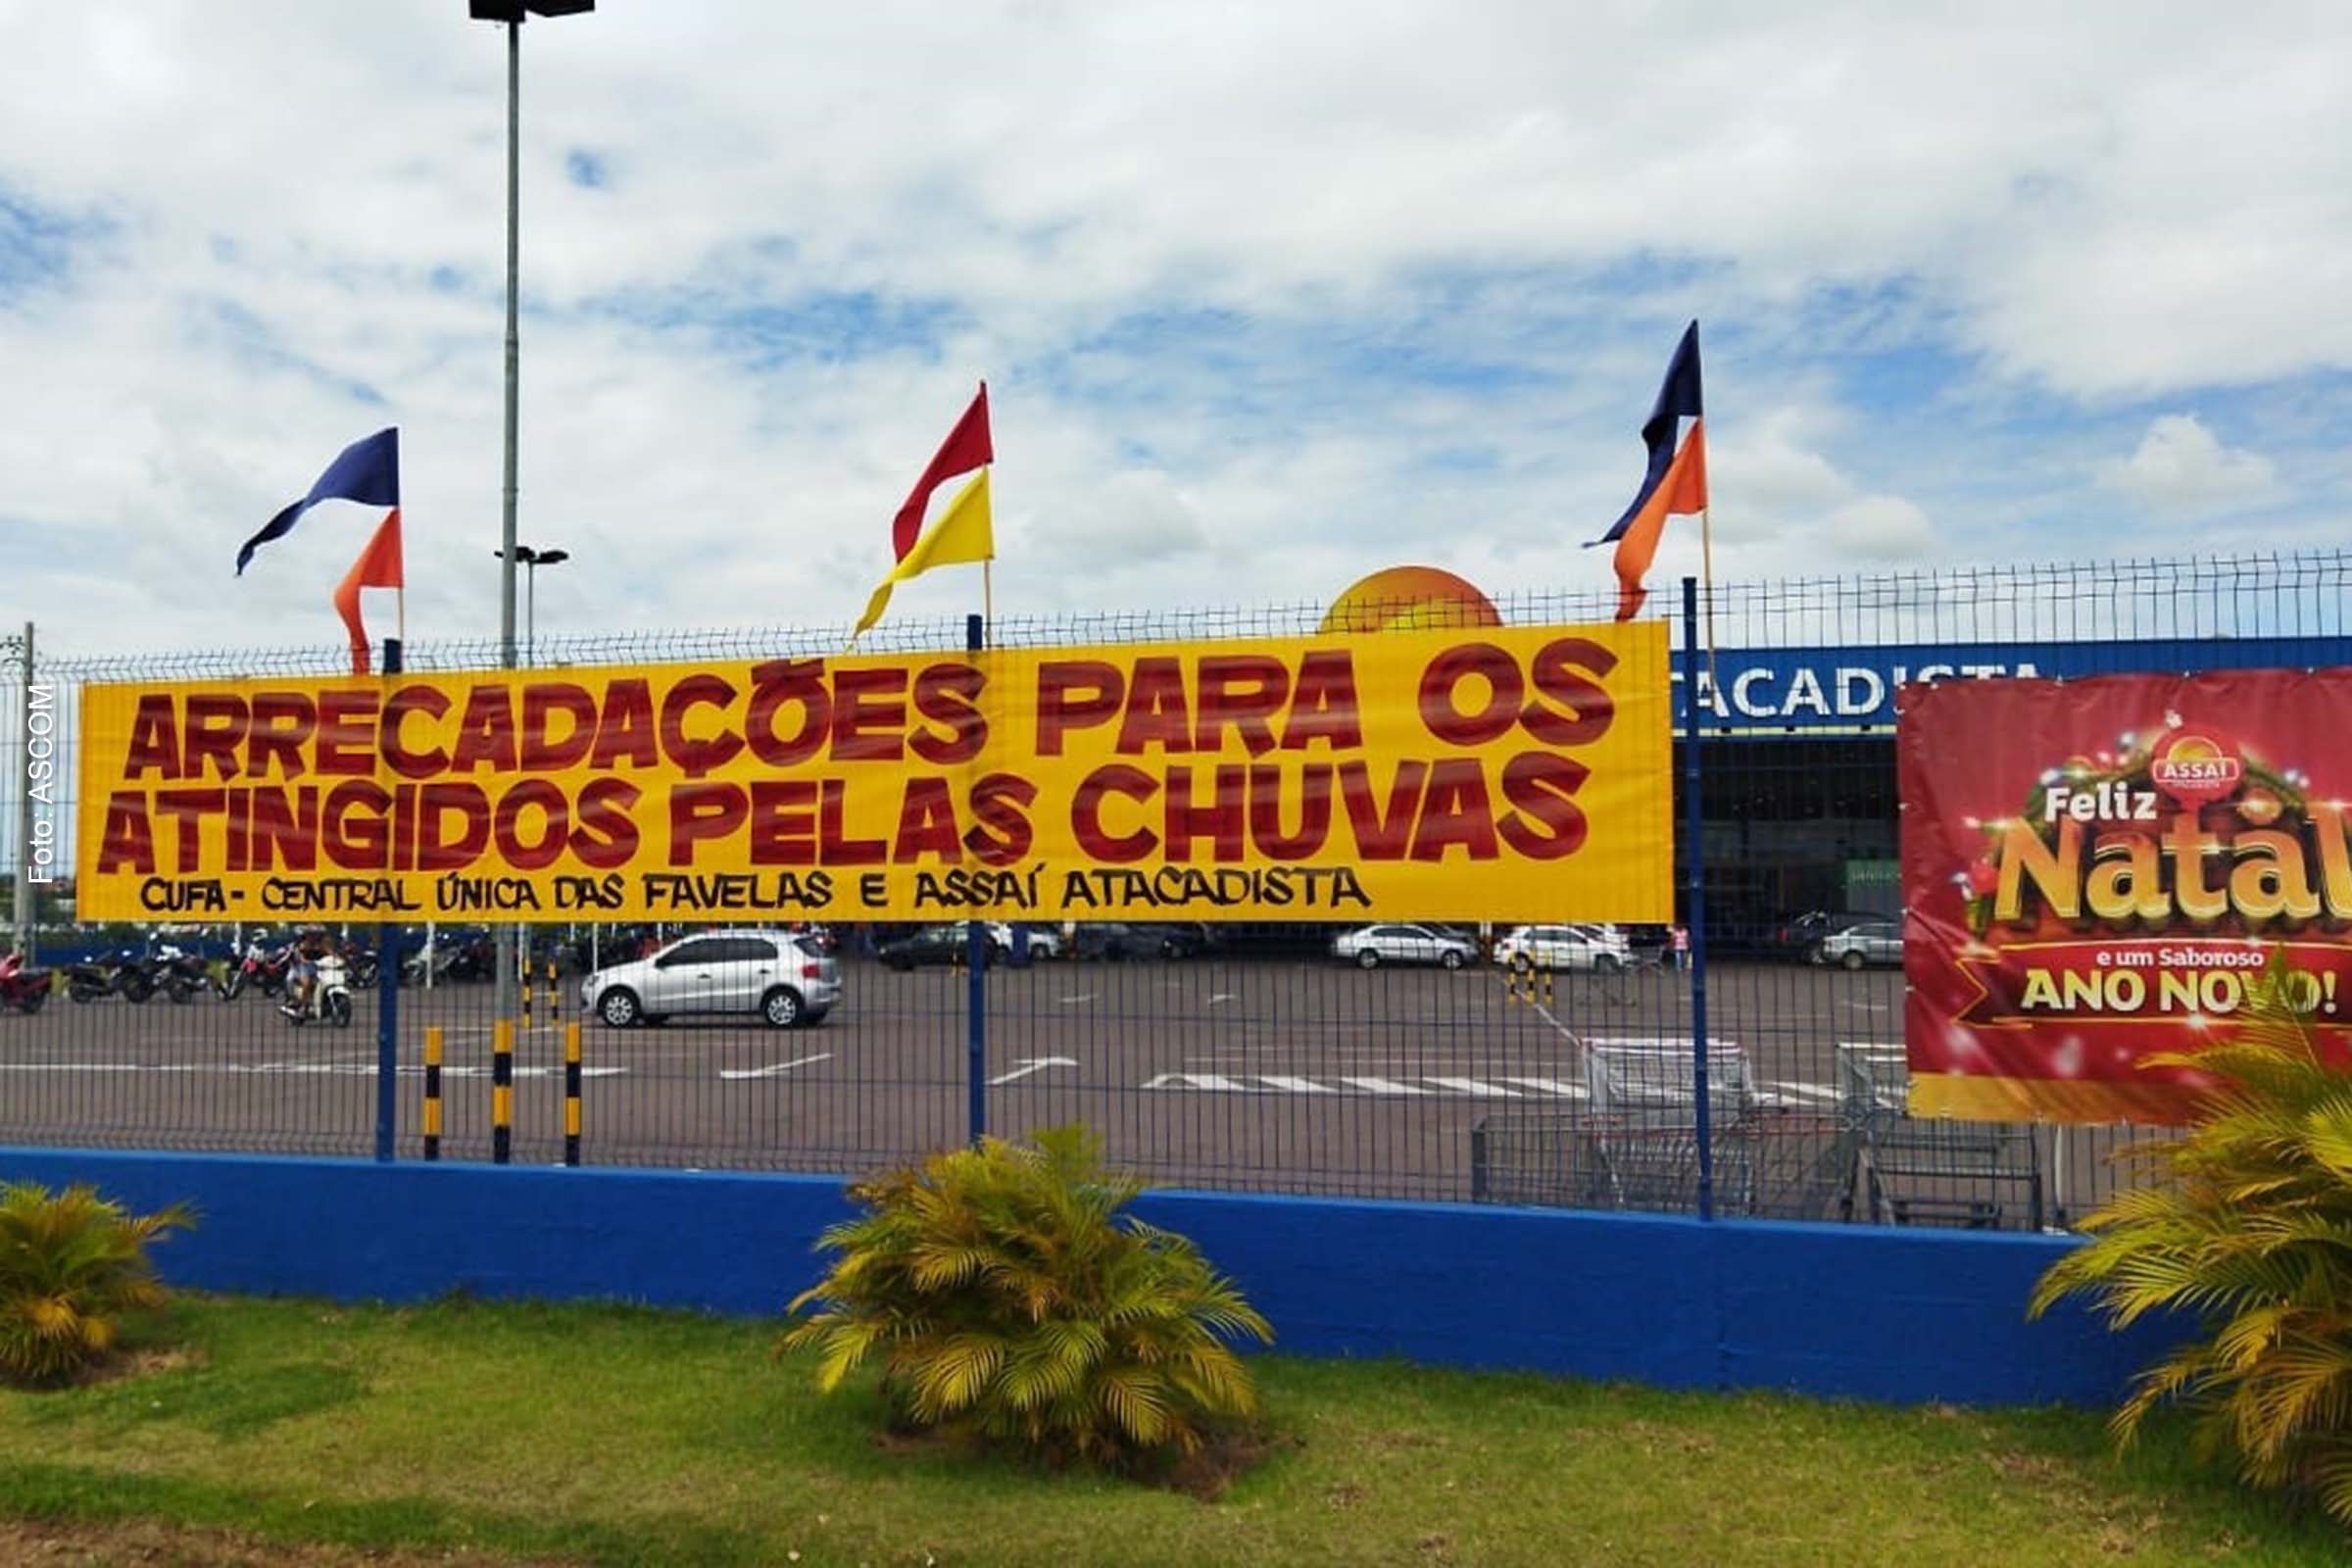 Foto: ASCOM
ARRECADAÇÕES PARA OS
ATINGIDOS PELAS CHUVAS
CUFA - CENTRAL ÚNICA DAS FAVELAS E ASSAÍ ATACADISTA
ATACADISTA
ASSAÍ
Feliz
Natal
e um Saboroso
ANO NOVO!